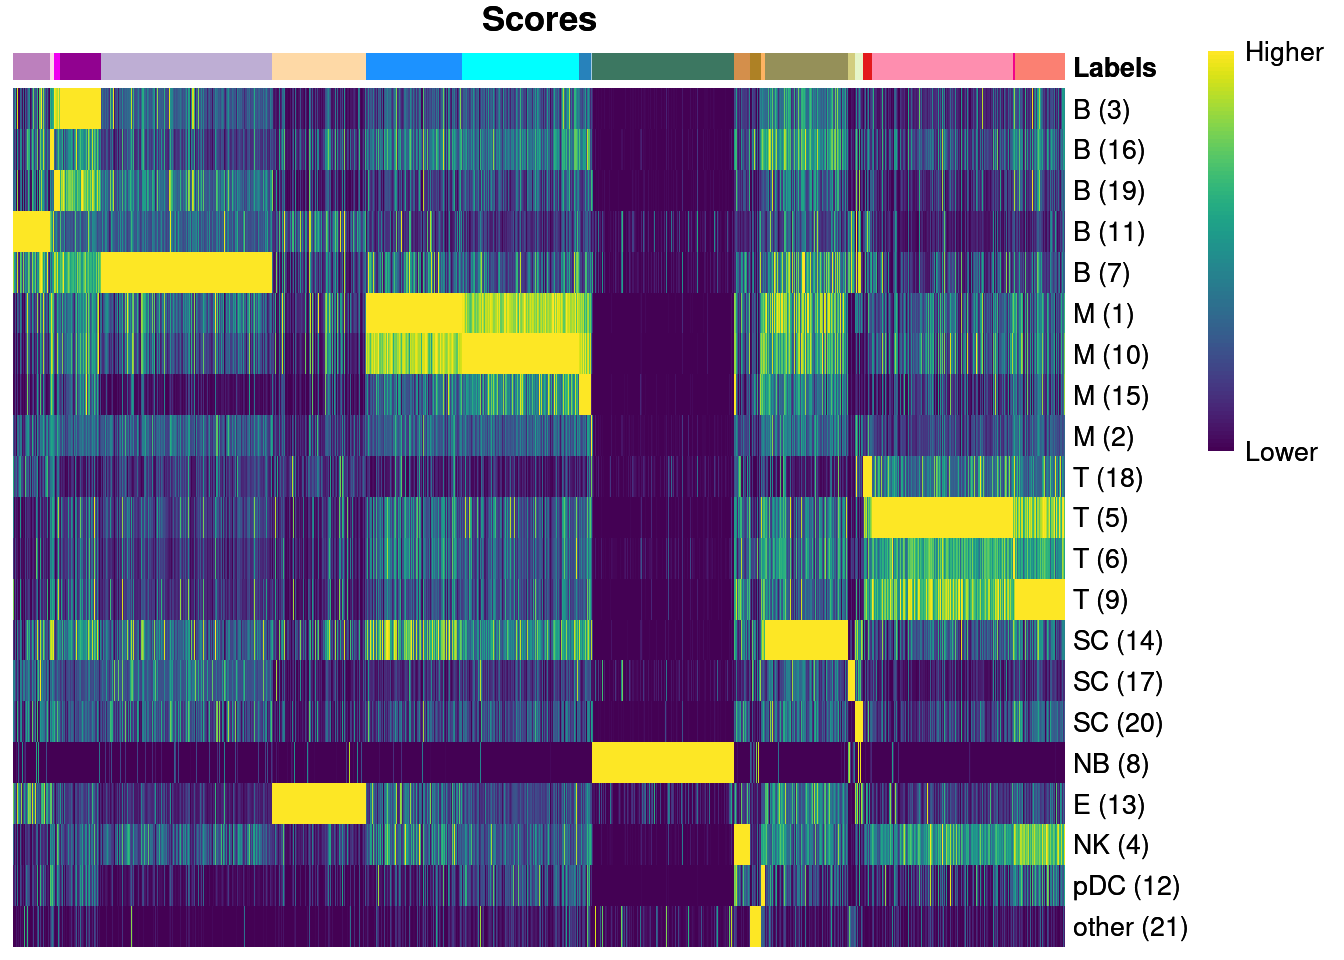 Scores
Labels
Higher
Lower
B (3)
B (16)
B (19)
B (11)
B (7)
M (1)
M (10)
M (15)
M (2)
T (18)
T (5)
T (6)
T (9)
SC (14)
SC (17)
SC (20)
NB (8)
E (13)
NK (4)
pDC (12)
other (21)